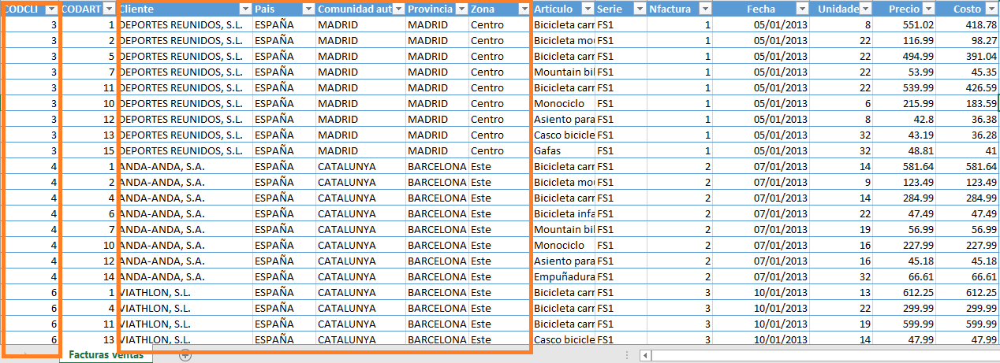 CODCLI CODART Cliente Pais Comunidad aut Provincia Zona Artículo Serie Nfactura Fecha Unidade Precio Costo
3 1 DEPORTES REUNIDOS, S.L. ESPAÑA MADRID MADRID Centro Bicicleta carr FS1 1 05/01/2013 8 551.02 418.78
3 2 DEPORTES REUNIDOS, S.L. ESPAÑA MADRID MADRID Centro Bicicleta mou FS1 1 05/01/2013 22 116.99 98.27
3 5 DEPORTES REUNIDOS, S.L. ESPAÑA MADRID MADRID Centro Bicicleta carr FS1 1 05/01/2013 22 494.99 391.04
3 7 DEPORTES REUNIDOS, S.L. ESPAÑA MADRID MADRID Centro Mountain bil FS1 1 05/01/2013 22 53.99 45.35
3 11 DEPORTES REUNIDOS, S.L. ESPAÑA MADRID MADRID Centro Bicicleta carr FS1 1 05/01/2013 22 539.99 426.59
3 10 DEPORTES REUNIDOS, S.L. ESPAÑA MADRID MADRID Centro Monociclo FS1 1 05/01/2013 6 215.99 183.59
3 12 DEPORTES REUNIDOS, S.L. ESPAÑA MADRID MADRID Centro Asiento para FS1 1 05/01/2013 8 42.8 36.38
3 13 DEPORTES REUNIDOS, S.L. ESPAÑA MADRID MADRID Centro Casco bicicle FS1 1 05/01/2013 32 43.19 36.28
3 15 DEPORTES REUNIDOS, S.L. ESPAÑA MADRID MADRID Centro Gafas FS1 1 05/01/2013 32 48.81 41
4 1 ANDA-ANDA, S.A. ESPAÑA CATALUNYA BARCELONA Este Bicicleta carr FS1 2 07/01/2013 14 581.64 581.64
4 2 ANDA-ANDA, S.A. ESPAÑA CATALUNYA BARCELONA Este Bicicleta mou FS1 2 07/01/2013 9 123.49 123.49
4 4 ANDA-ANDA, S.A. ESPAÑA CATALUNYA BARCELONA Este Bicicleta carr FS1 2 07/01/2013 14 284.99 284.99
4 6 ANDA-ANDA, S.A. ESPAÑA CATALUNYA BARCELONA Este Bicicleta infa FS1 2 07/01/2013 22 47.49 47.49
4 7 ANDA-ANDA, S.A. ESPAÑA CATALUNYA BARCELONA Este Mountain bil FS1 2 07/01/2013 19 56.99 56.99
4 10 ANDA-ANDA, S.A. ESPAÑA CATALUNYA BARCELONA Este Monociclo FS1 2 07/01/2013 16 227.99 227.99
4 12 ANDA-ANDA, S.A. ESPAÑA CATALUNYA BARCELONA Este Asiento para FS1 2 07/01/2013 16 45.18 45.18
4 14 ANDA-ANDA, S.A. ESPAÑA CATALUNYA BARCELONA Este Empuñadura FS1 2 07/01/2013 32 66.61 66.61
6 1 VIATHLON, S.L. ESPAÑA CATALUNYA BARCELONA Este Bicicleta carr FS1 3 10/01/2013 13 612.25 612.25
6 4 VIATHLON, S.L. ESPAÑA CATALUNYA BARCELONA Este Bicicleta carr FS1 3 10/01/2013 22 299.99 299.99
6 11 VIATHLON, S.L. ESPAÑA CATALUNYA BARCELONA Este Bicicleta carr FS1 3 10/01/2013 19 599.99 599.99
6 13 VIATHLON, S.L. ESPAÑA CATALUNYA BARCELONA Este Casco bicicle FS1 3 10/01/2013 14 47.99 47.99
Facturas ventas